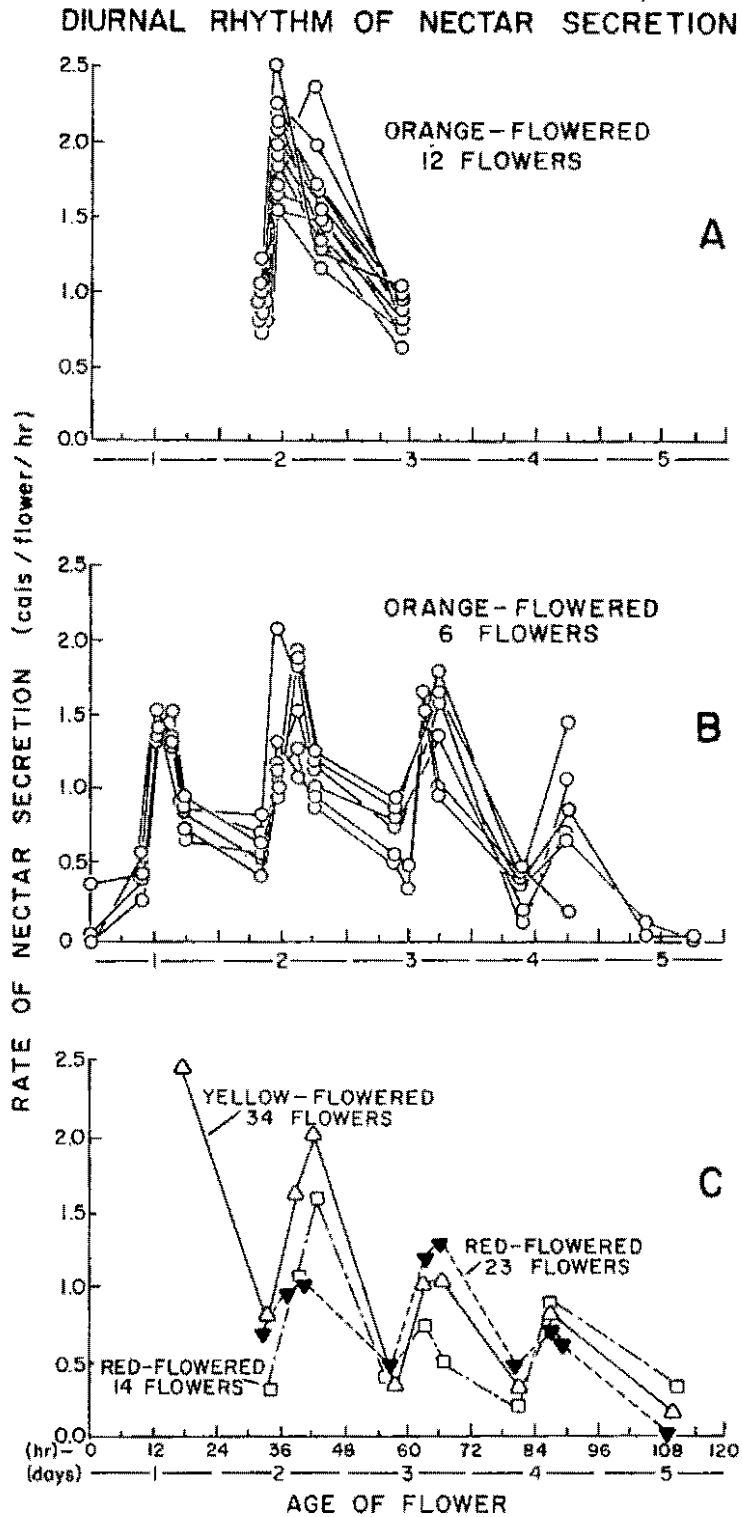 DIURNAL RHYTHM OF NECTAR SECRETION
RATE OF NECTAR SECRETION (cals / flower / hr)
2.5
2.0
1.5
1.0
0.5
0.0
ORANGE-FLOWERED
12 FLOWERS
A
1 2 3 4 5
2.5
2.0
1.5
1.0
0.5
0
ORANGE-FLOWERED
6 FLOWERS
B
1 2 3 4 5
2.5
2.0
1.5
1.0
0.5
0.0
YELLOW-FLOWERED
34 FLOWERS
C
RED-FLOWERED
23 FLOWERS
RED-FLOWERED
14 FLOWERS
(hr)- 0 12 24 36 48 60 72 84 96 108 120
(days) 1 2 3 4 5
AGE OF FLOWER